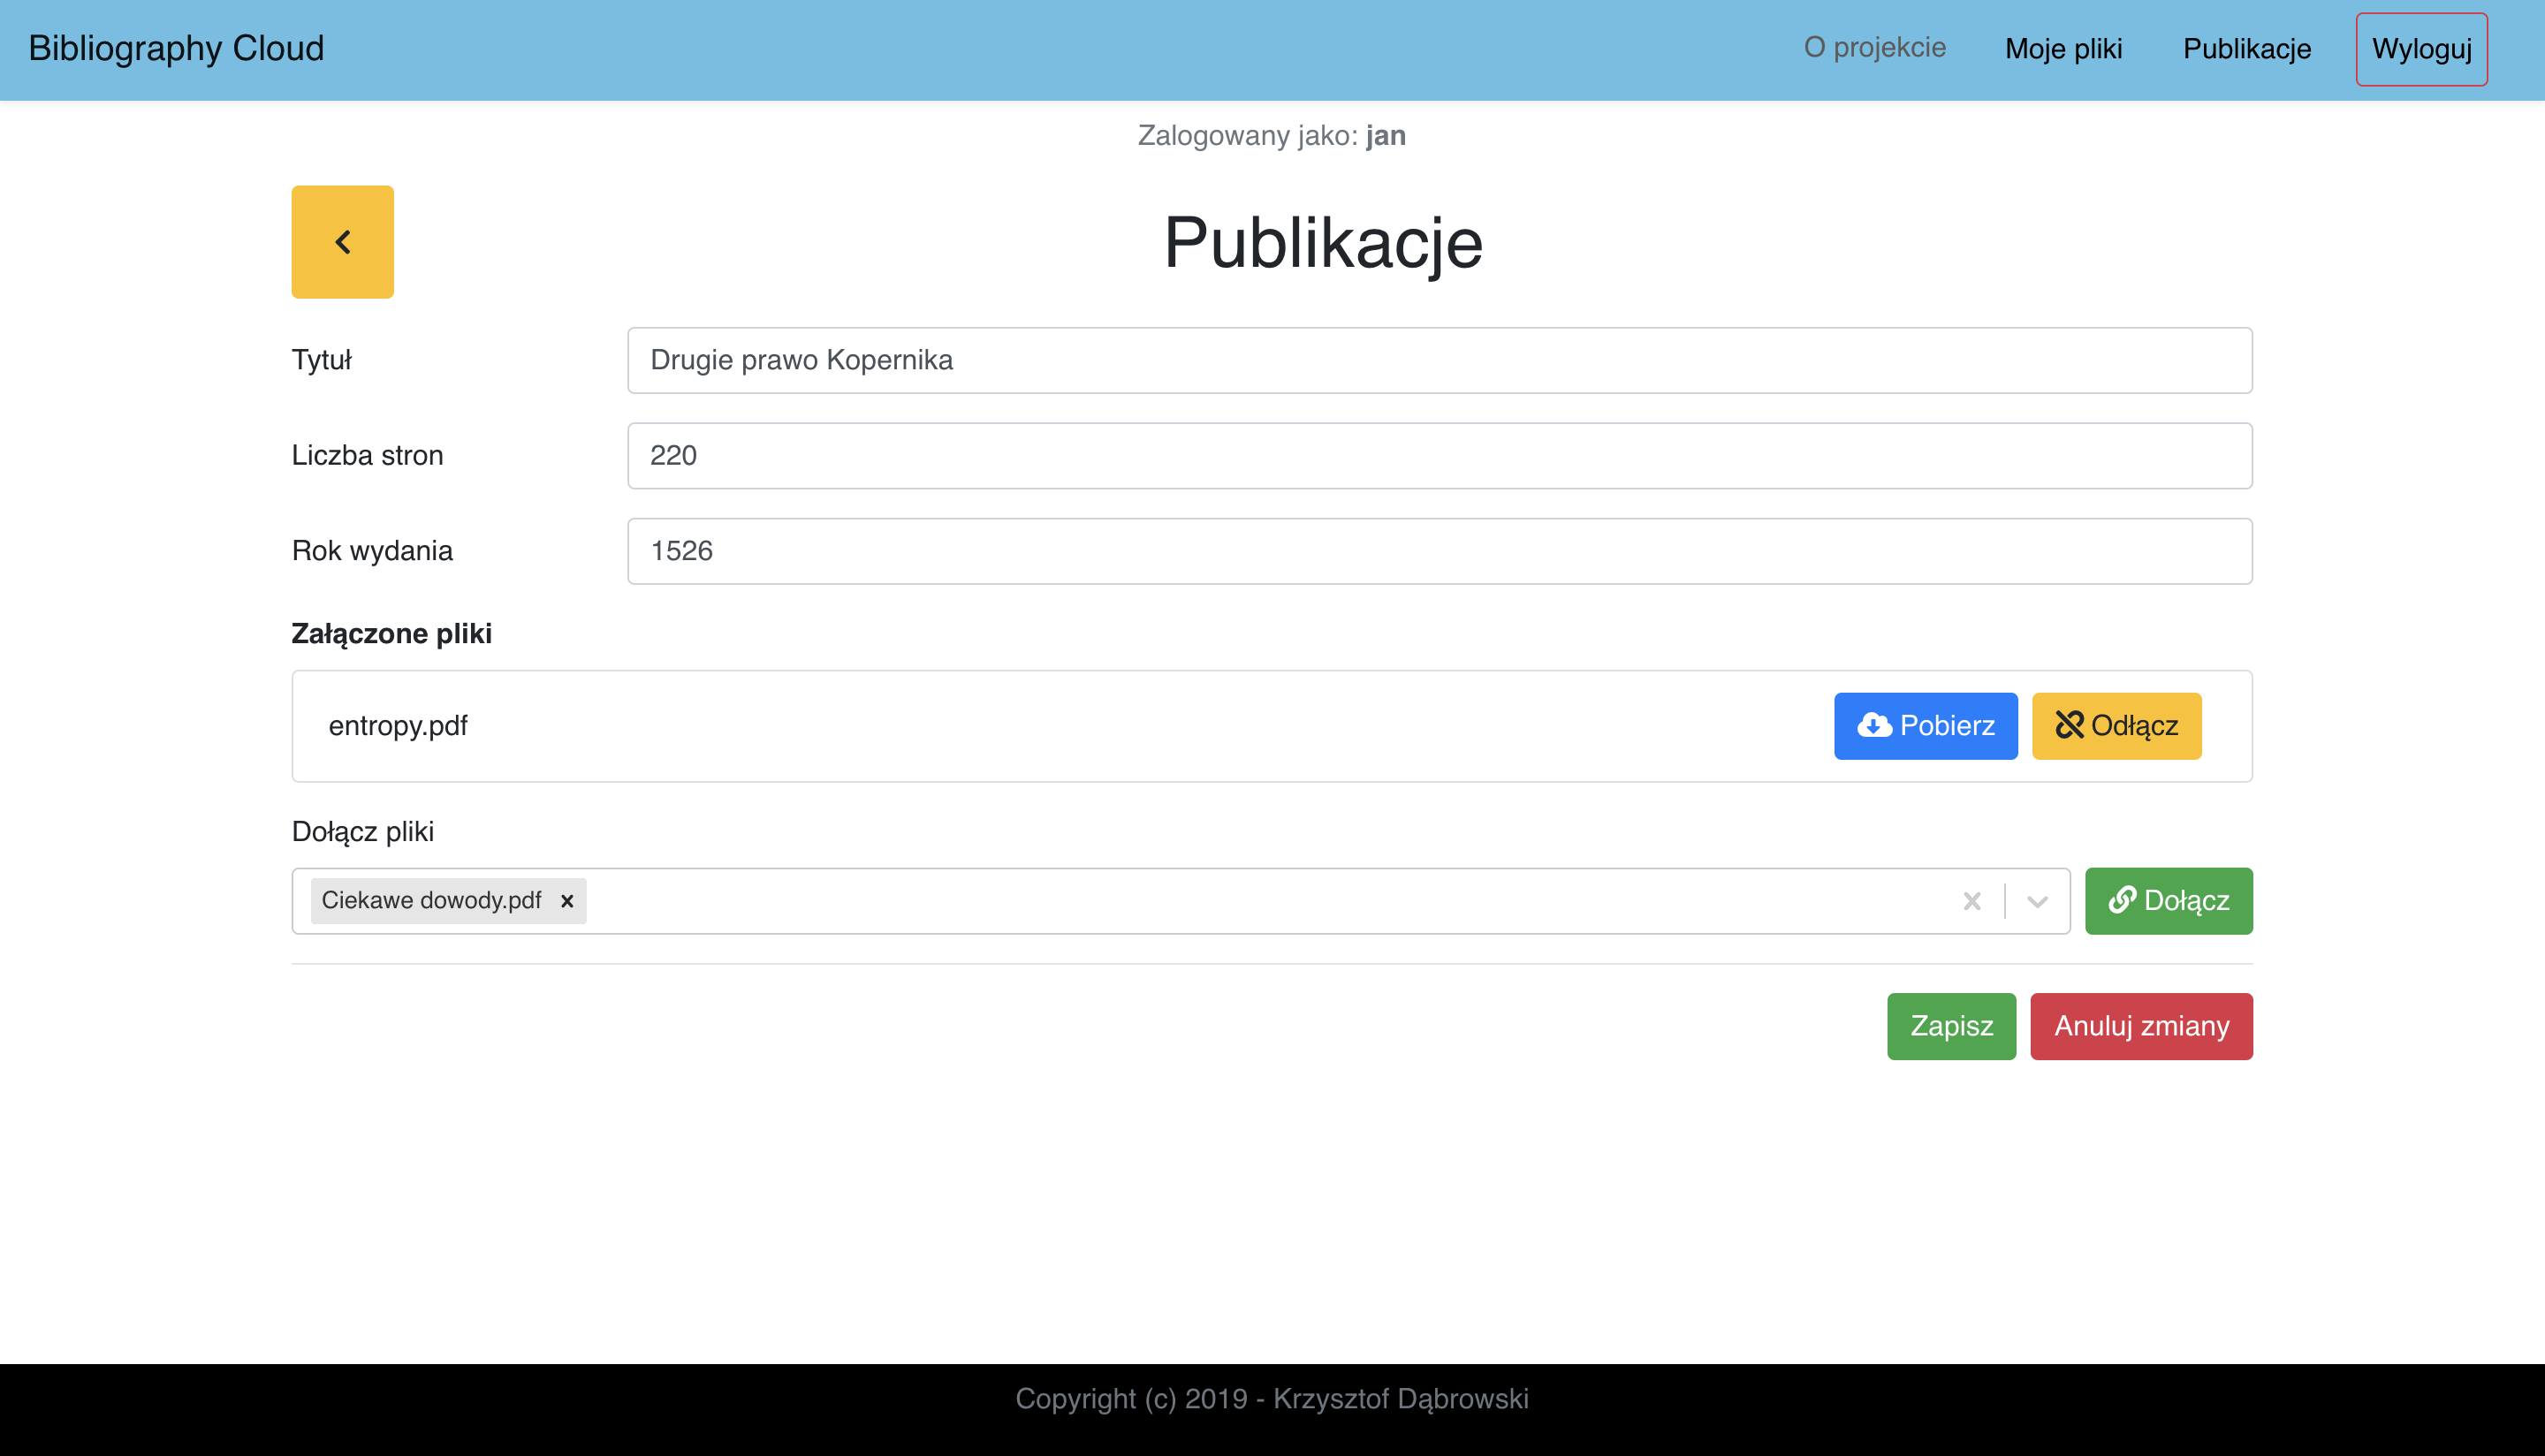 Bibliography Cloud O projekcie Moje pliki Publikacje Wyloguj
Zalogowany jako: jan
Publikacje
Tytuł Drugie prawo Kopernika
Liczba stron 220
Rok wydania 1526
Załączone pliki
entropy.pdf Pobierz Odłącz
Dołącz pliki
Ciekawe dowody.pdf Dołącz
Zapisz Anuluj zmiany
Copyright (c) 2019 - Krzysztof Dąbrowski